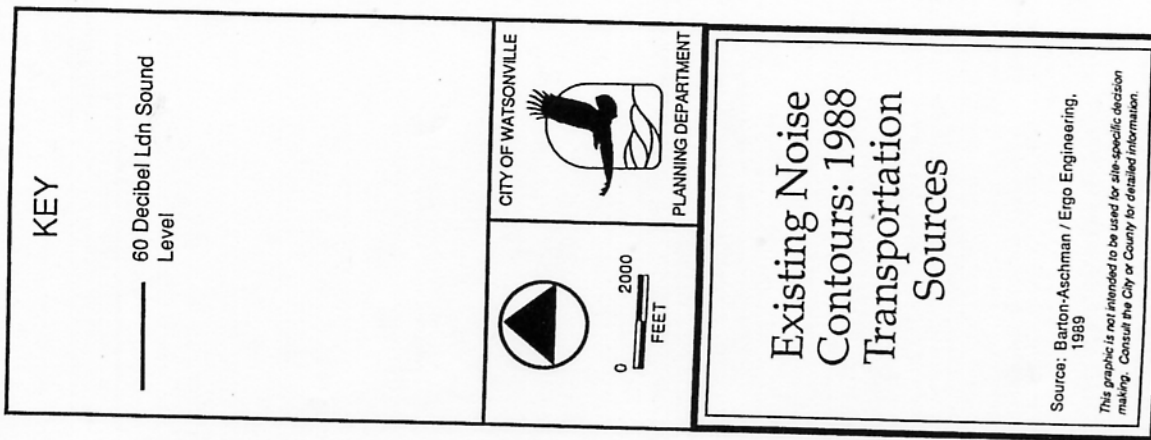 KEY
60 Decibel Ldn Sound
Level
CITY OF WATSONVILLE
PLANNING DEPARTMENT
0 2000
FEET
Existing Noise
Contours: 1988
Transportation
Sources
Source: Barton-Aschman / Ergo Engineering,
1989
This graphic is not intended to be used for site-specific decision
making. Consult the City or County for detailed information.